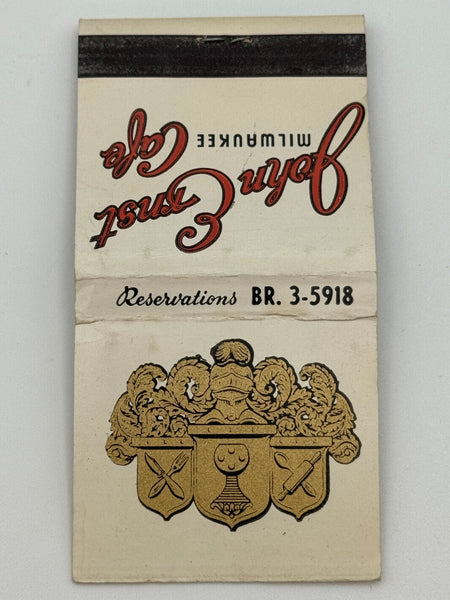 John Ernst
Cafe
MILWAUKEE
Reservations BR. 3-5918